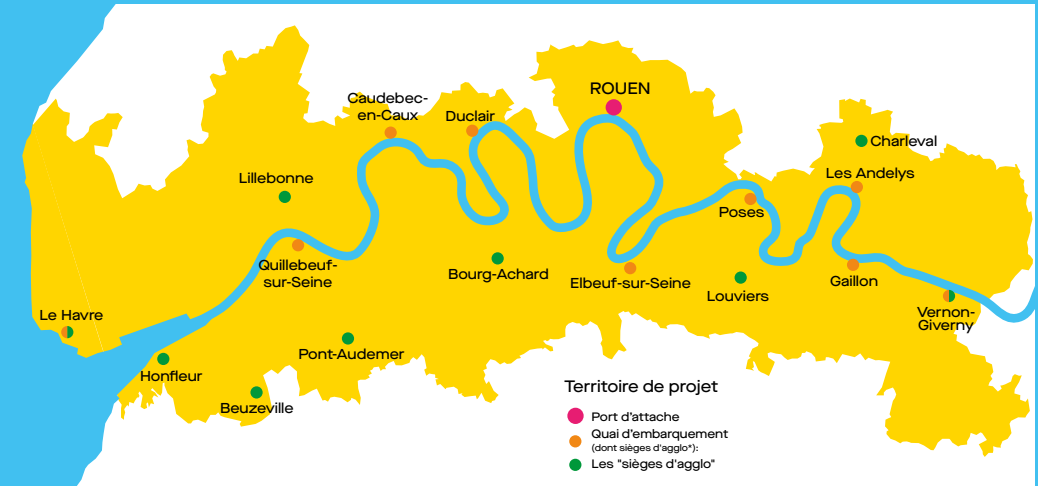 ROUEN
Caudebec-
en-Caux
Duclair
Charleval
Les Andelys
Lillebonne
Poses
Quillebeuf-
sur-Seine
Bourg-Achard
Elbeuf-sur-Seine
Louviers
Gaillon
Le Havre
Vernon-
Giverny
Pont-Audemer
Honfleur
Beuzeville
Territoire de projet
Port d'attache
Quai d'embarquement
(dont sièges d'agglo*):
Les "sièges d'agglo"